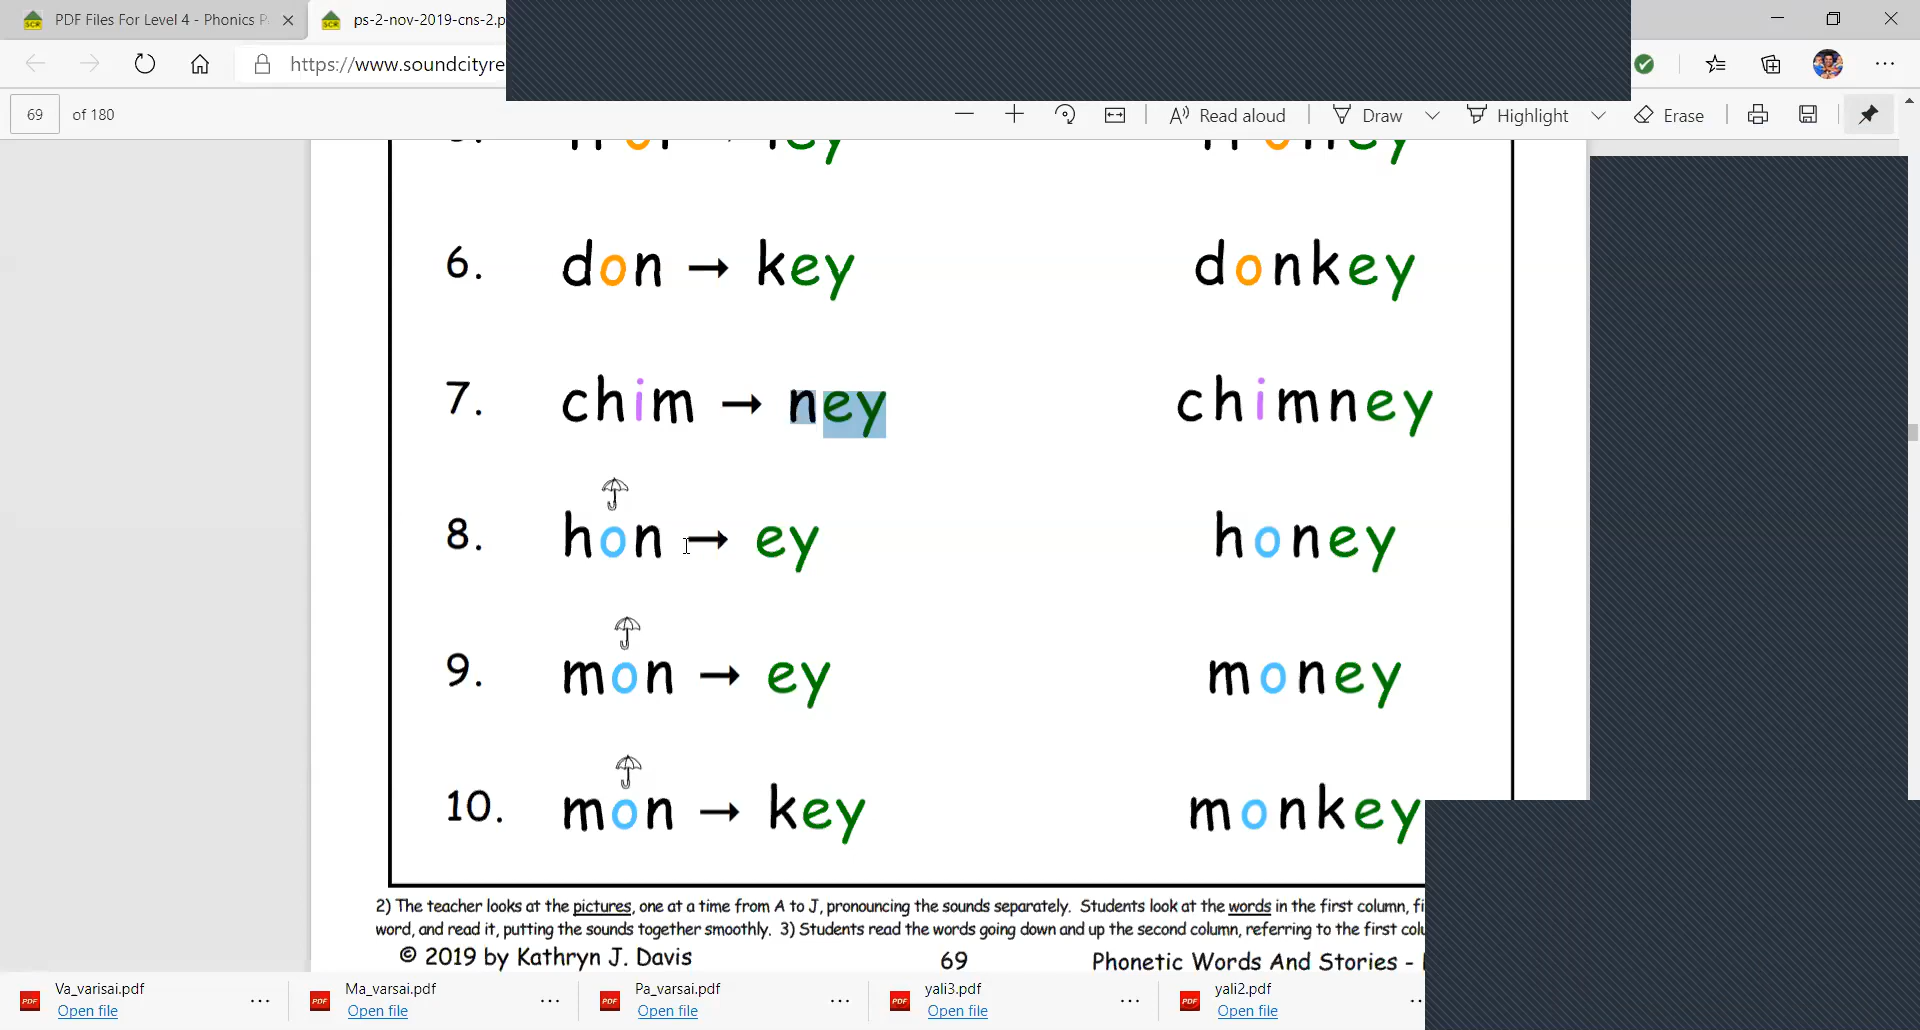 PDF Files For Level 4 - Phonics P
ps-2-nov-2019-cns-2.p
https://www.soundcityre
69 of 180
Read aloud Draw Highlight Erase
6. don → key donkey
7. chim → ney chimney
8. hon → ey honey
9. mon → ey money
10. mon → key monkey
2) The teacher looks at the pictures, one at a time from A to J, pronouncing the sounds separately. Students look at the words in the first column, fi
word, and read it, putting the sounds together smoothly. 3) Students read the words going down and up the second column, referring to the first colu
© 2019 by Kathryn J. Davis 69 Phonetic Words And Stories -
Va_varisai.pdf Ma_varsai.pdf Pa_varsai.pdf yali3.pdf yali2.pdf
Open file Open file Open file Open file Open file